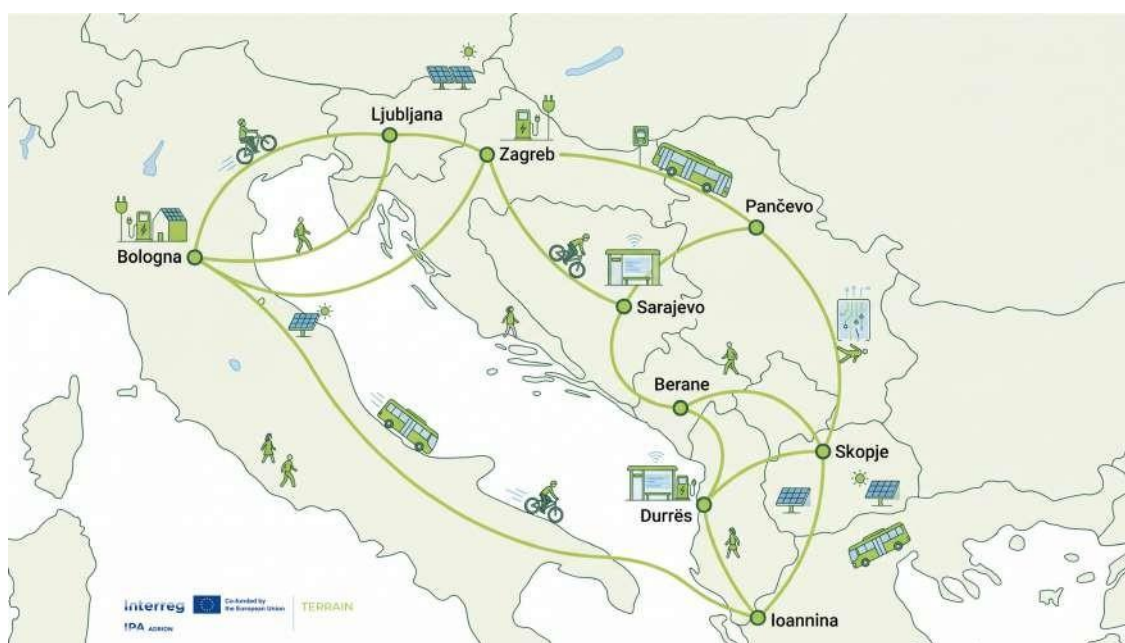 Ljubljana
Zagreb
Pančevo
Bologna
Sarajevo
Berane
Skopje
Durrës
Ioannina
Interreg
Co-funded by
the European Union
TERRAIN
IPA ADRION